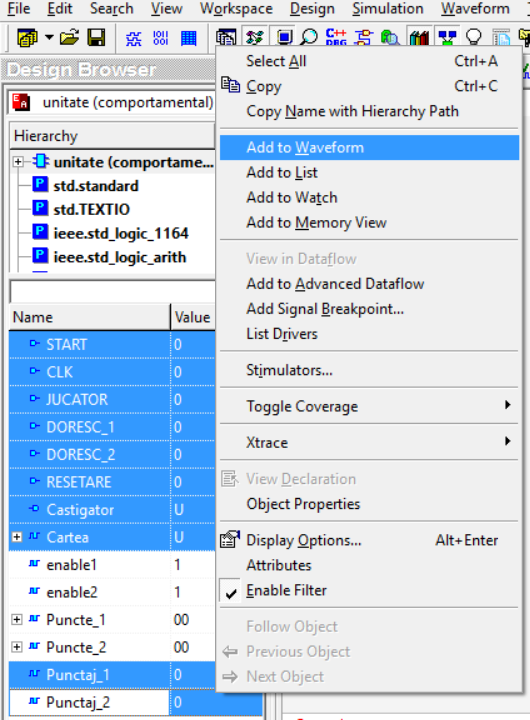 File Edit Search View Workspace Design Simulation Waveform
C++ DBG
Design Browser
unitate (comportamental)
Hierarchy
unitate (comportame...
std.standard
std.TEXTIO
ieee.std_logic_1164
ieee.std_logic_arith
Name Value
START 0
CLK 0
JUCATOR 0
DORESC_1 0
DORESC_2 0
RESETARE 0
Castigator U
Cartea U
enable1 1
enable2 1
Puncte_1 00
Puncte_2 00
Punctaj_1 0
Punctaj_2 0
Select All Ctrl+A
Copy Ctrl+C
Copy Name with Hierarchy Path
Add to Waveform
Add to List
Add to Watch
Add to Memory View
View in Dataflow
Add to Advanced Dataflow
Add Signal Breakpoint...
List Drivers
Stimulators...
Toggle Coverage
Xtrace
View Declaration
Object Properties
Display Options... Alt+Enter
Attributes
Enable Filter
Follow Object
Previous Object
Next Object